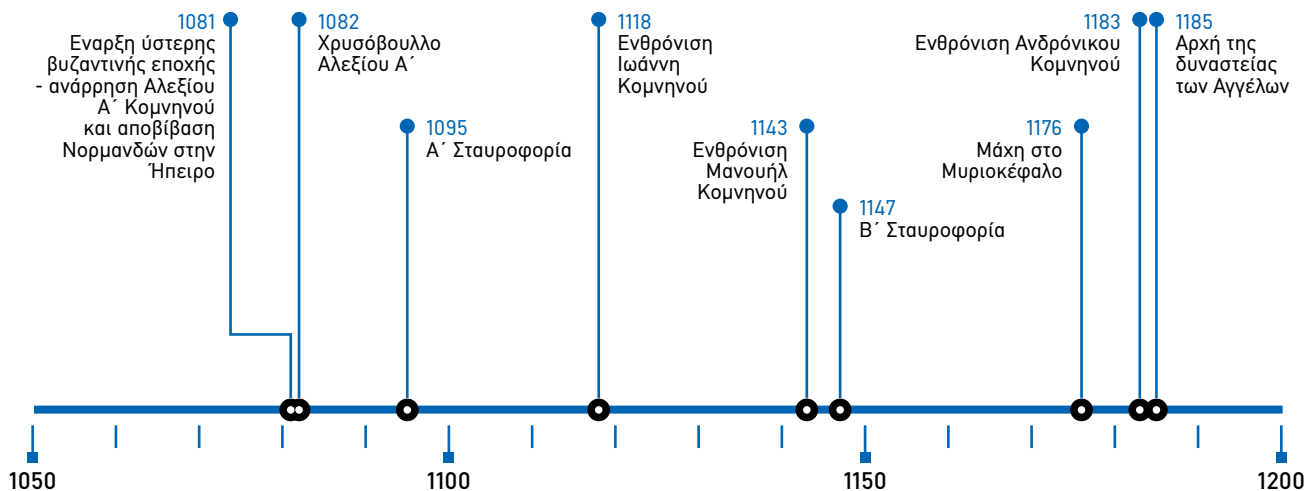 1081
Εναρξη ύστερης
βυζαντινής εποχής
- ανάρρηση Αλεξίου
Α΄ Κομνηνού
και αποβίβαση
Νορμανδών στην
Ήπειρο
1082
Χρυσόβουλλο
Αλεξίου Α΄
1095
Α΄ Σταυροφορία
1118
Ενθρόνιση
Ιωάννη
Κομνηνού
1143
Ενθρόνιση
Μανουήλ
Κομνηνού
1147
Β΄ Σταυροφορία
1176
Μάχη στο
Μυριοκέφαλο
1183
Ενθρόνιση Ανδρόνικου
Κομνηνού
1185
Αρχή της
δυναστείας
των Αγγέλων
1050
1100
1150
1200